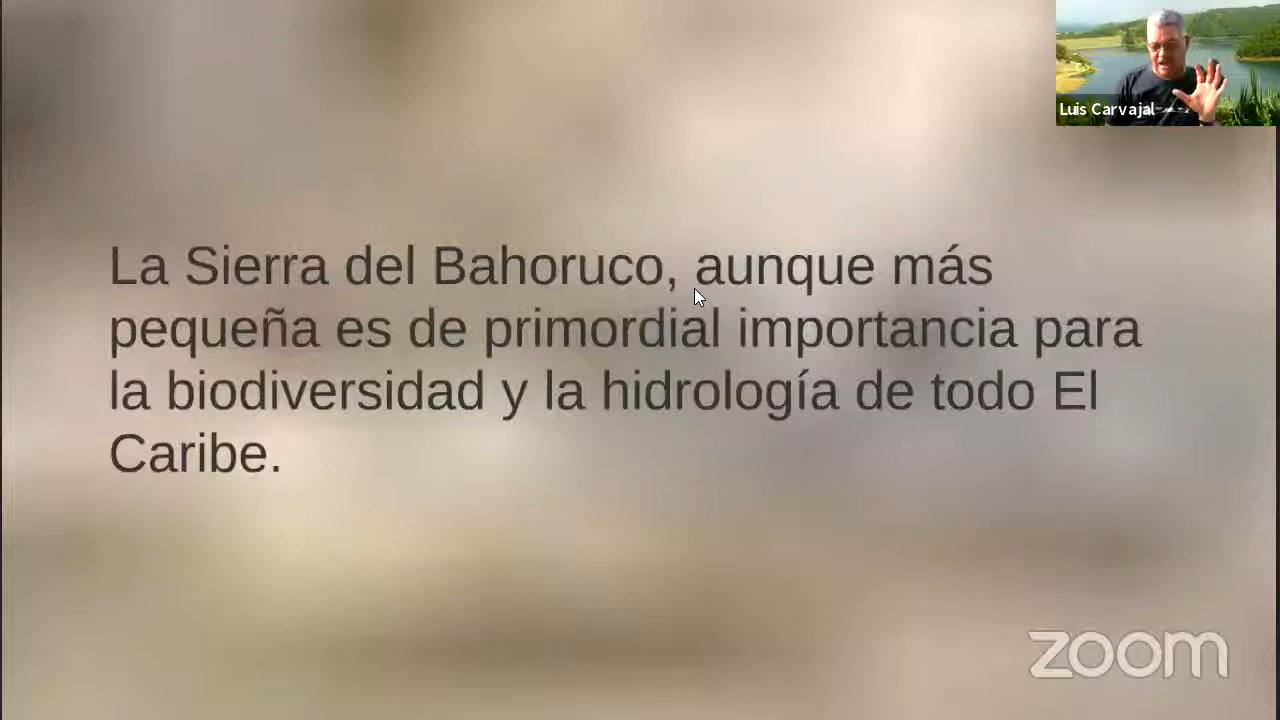 Luis Carvajal
La Sierra del Bahoruco, aunque más
pequeña es de primordial importancia para
la biodiversidad y la hidrología de todo El
Caribe.
zoom